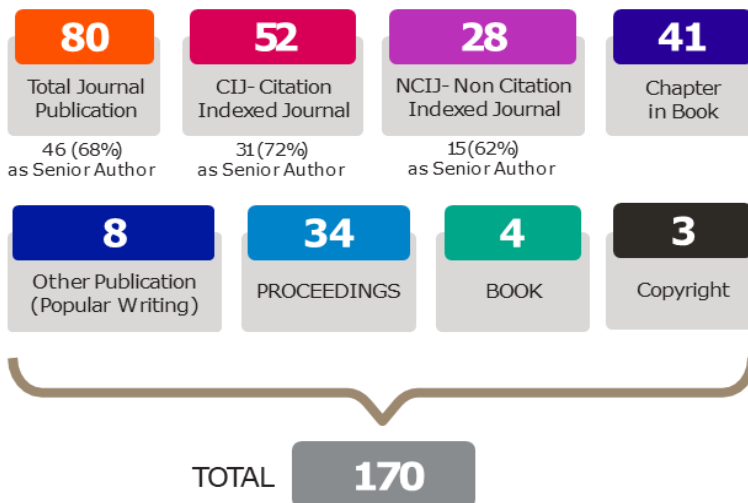 80
Total Journal
Publication
46 (68%)
as Senior Author
52
CIJ- Citation
Indexed Journal
31(72%)
as Senior Author
28
NCIJ- Non Citation
Indexed Journal
15(62%)
as Senior Author
41
Chapter
in Book
8
Other Publication
(Popular Writing)
34
PROCEEDINGS
4
BOOK
3
Copyright
TOTAL 170